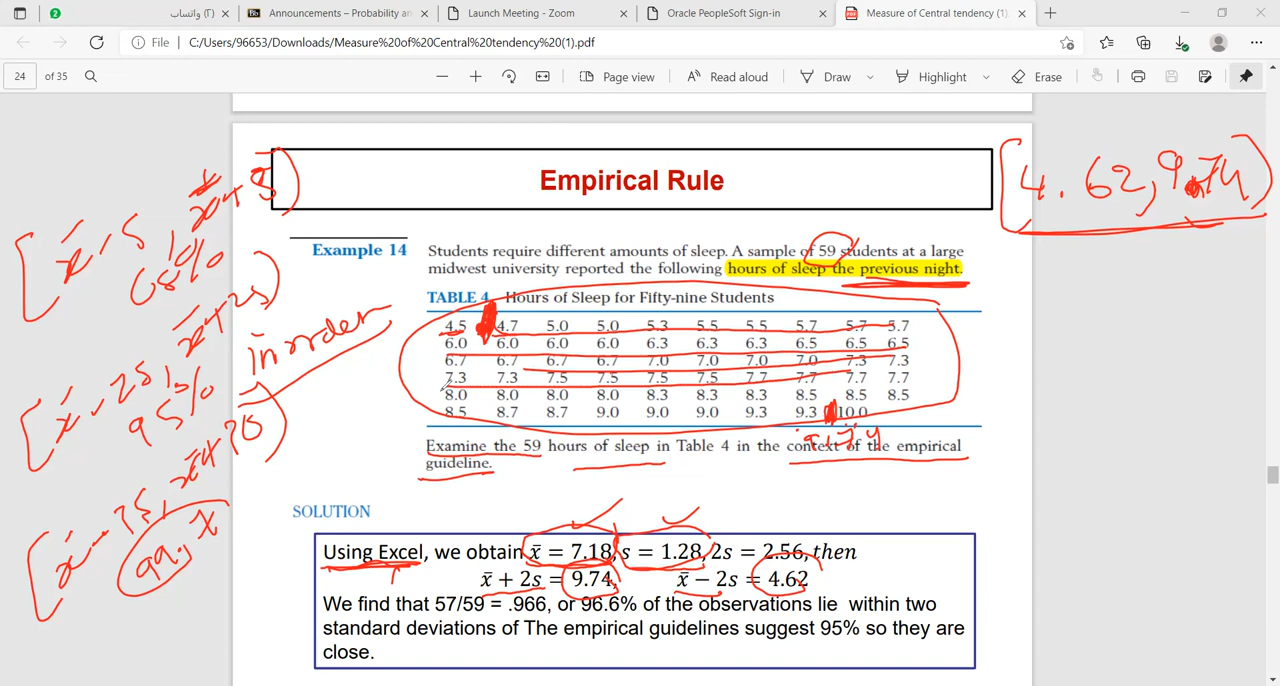 واتساب (٢)
Announcements – Probability an
Launch Meeting - Zoom
Oracle PeopleSoft Sign-in
Measure of Central tendency (1).
File C:/Users/96653/Downloads/Measure%20of%20Central%20tendency%20(1).pdf
24 of 35 Page view Read aloud Draw Highlight Erase
Empirical Rule
[4.62, 9.74)
Example 14 Students require different amounts of sleep. A sample of 59 students at a large
midwest university reported the following hours of sleep the previous night.
TABLE 4 Hours of Sleep for Fifty-nine Students
4.5 4.7 5.0 5.0 5.3 5.5 5.5 5.7 5.7 5.7
6.0 6.0 6.0 6.0 6.3 6.3 6.3 6.5 6.5 6.5
6.7 6.7 6.7 6.7 7.0 7.0 7.0 7.0 7.3 7.3
7.3 7.3 7.5 7.5 7.5 7.5 7.7 7.7 7.7 7.7
8.0 8.0 8.0 8.0 8.3 8.3 8.3 8.5 8.5 8.5
8.5 8.7 8.7 9.0 9.0 9.0 9.3 9.3 10.0
Examine the 59 hours of sleep in Table 4 in the context of the empirical
guideline.
68%
in order
95%
SOLUTION
Using Excel, we obtain x̄ = 7.18, s = 1.28, 2s = 2.56, then
x̄ + 2s = 9.74, x̄ − 2s = 4.62
We find that 57/59 = .966, or 96.6% of the observations lie within two
standard deviations of The empirical guidelines suggest 95% so they are
close.